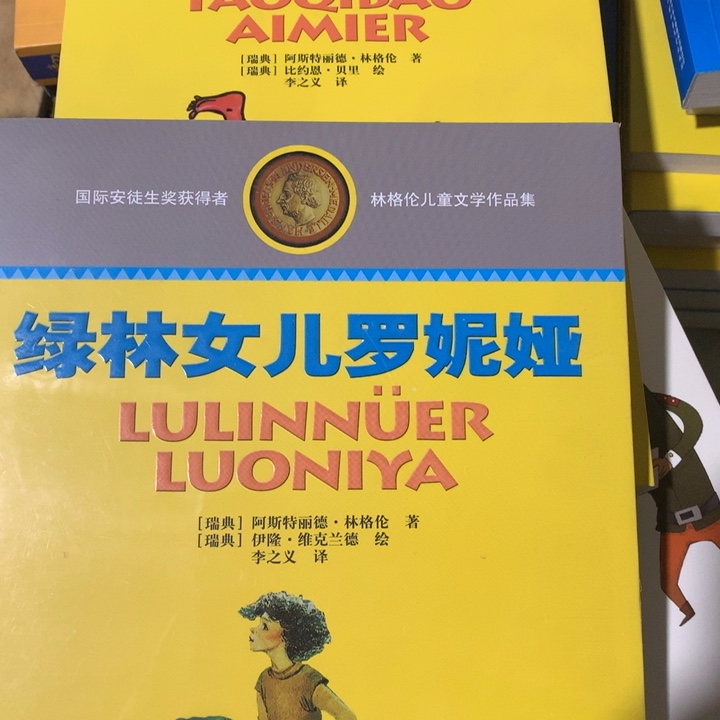 TAOQIBAO
AIMIER
［瑞典］阿斯特丽德·林格伦 著
［瑞典］比约恩·贝里 绘
李之义 译
国际安徒生奖获得者
林格伦儿童文学作品集
绿林女儿罗妮娅
LULINNÜER
LUONIYA
［瑞典］阿斯特丽德·林格伦 著
［瑞典］伊隆·维克兰德 绘
李之义 译